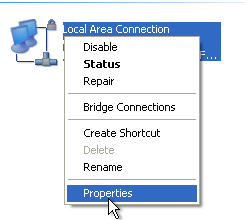 Local Area Connection
Disable
Status
Repair
Bridge Connections
Create Shortcut
Delete
Rename
Properties